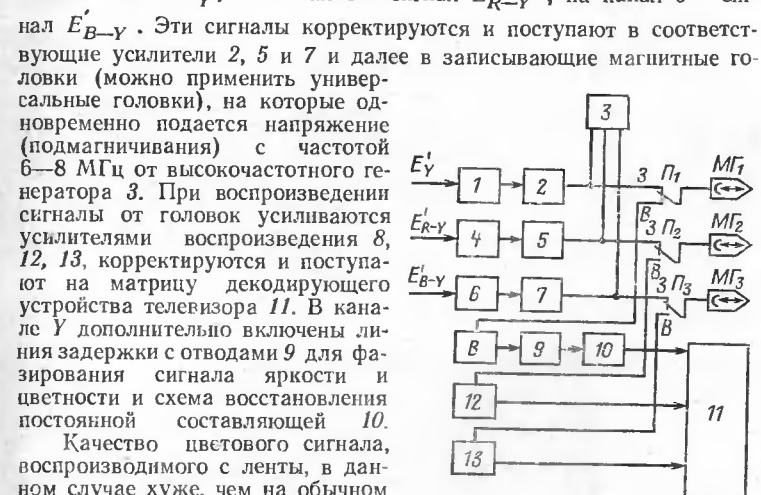 нал E′B—Y . Эти сигналы корректируются и поступают в соответст-
вующие усилители 2, 5 и 7 и далее в записывающие магнитные го-
ловки (можно применить универ-
сальные головки), на которые од-
новременно подается напряжение
(подмагничивания) с частотой
6—8 МГц от высокочастотного ге-
нератора 3. При воспроизведении
сигналы от головок усиливаются
усилителями воспроизведения 8,
12, 13, корректируются и поступа-
ют на матрицу декодирующего
устройства телевизора 11. В кана-
ле Y дополнительно включены ли-
ния задержки с отводами 9 для фа-
зирования сигнала яркости и
цветности и схема восстановления
постоянной составляющей 10.
Качество цветового сигнала,
воспроизводимого с ленты, в дан-
ном случае хуже, чем на обычном
3
E′Y 1 2 З П1 МГ1
E′R-Y 4 5 В З П2 МГ2
E′B-Y 6 7 В З П3 МГ3
В
8 9 10
12 11
13